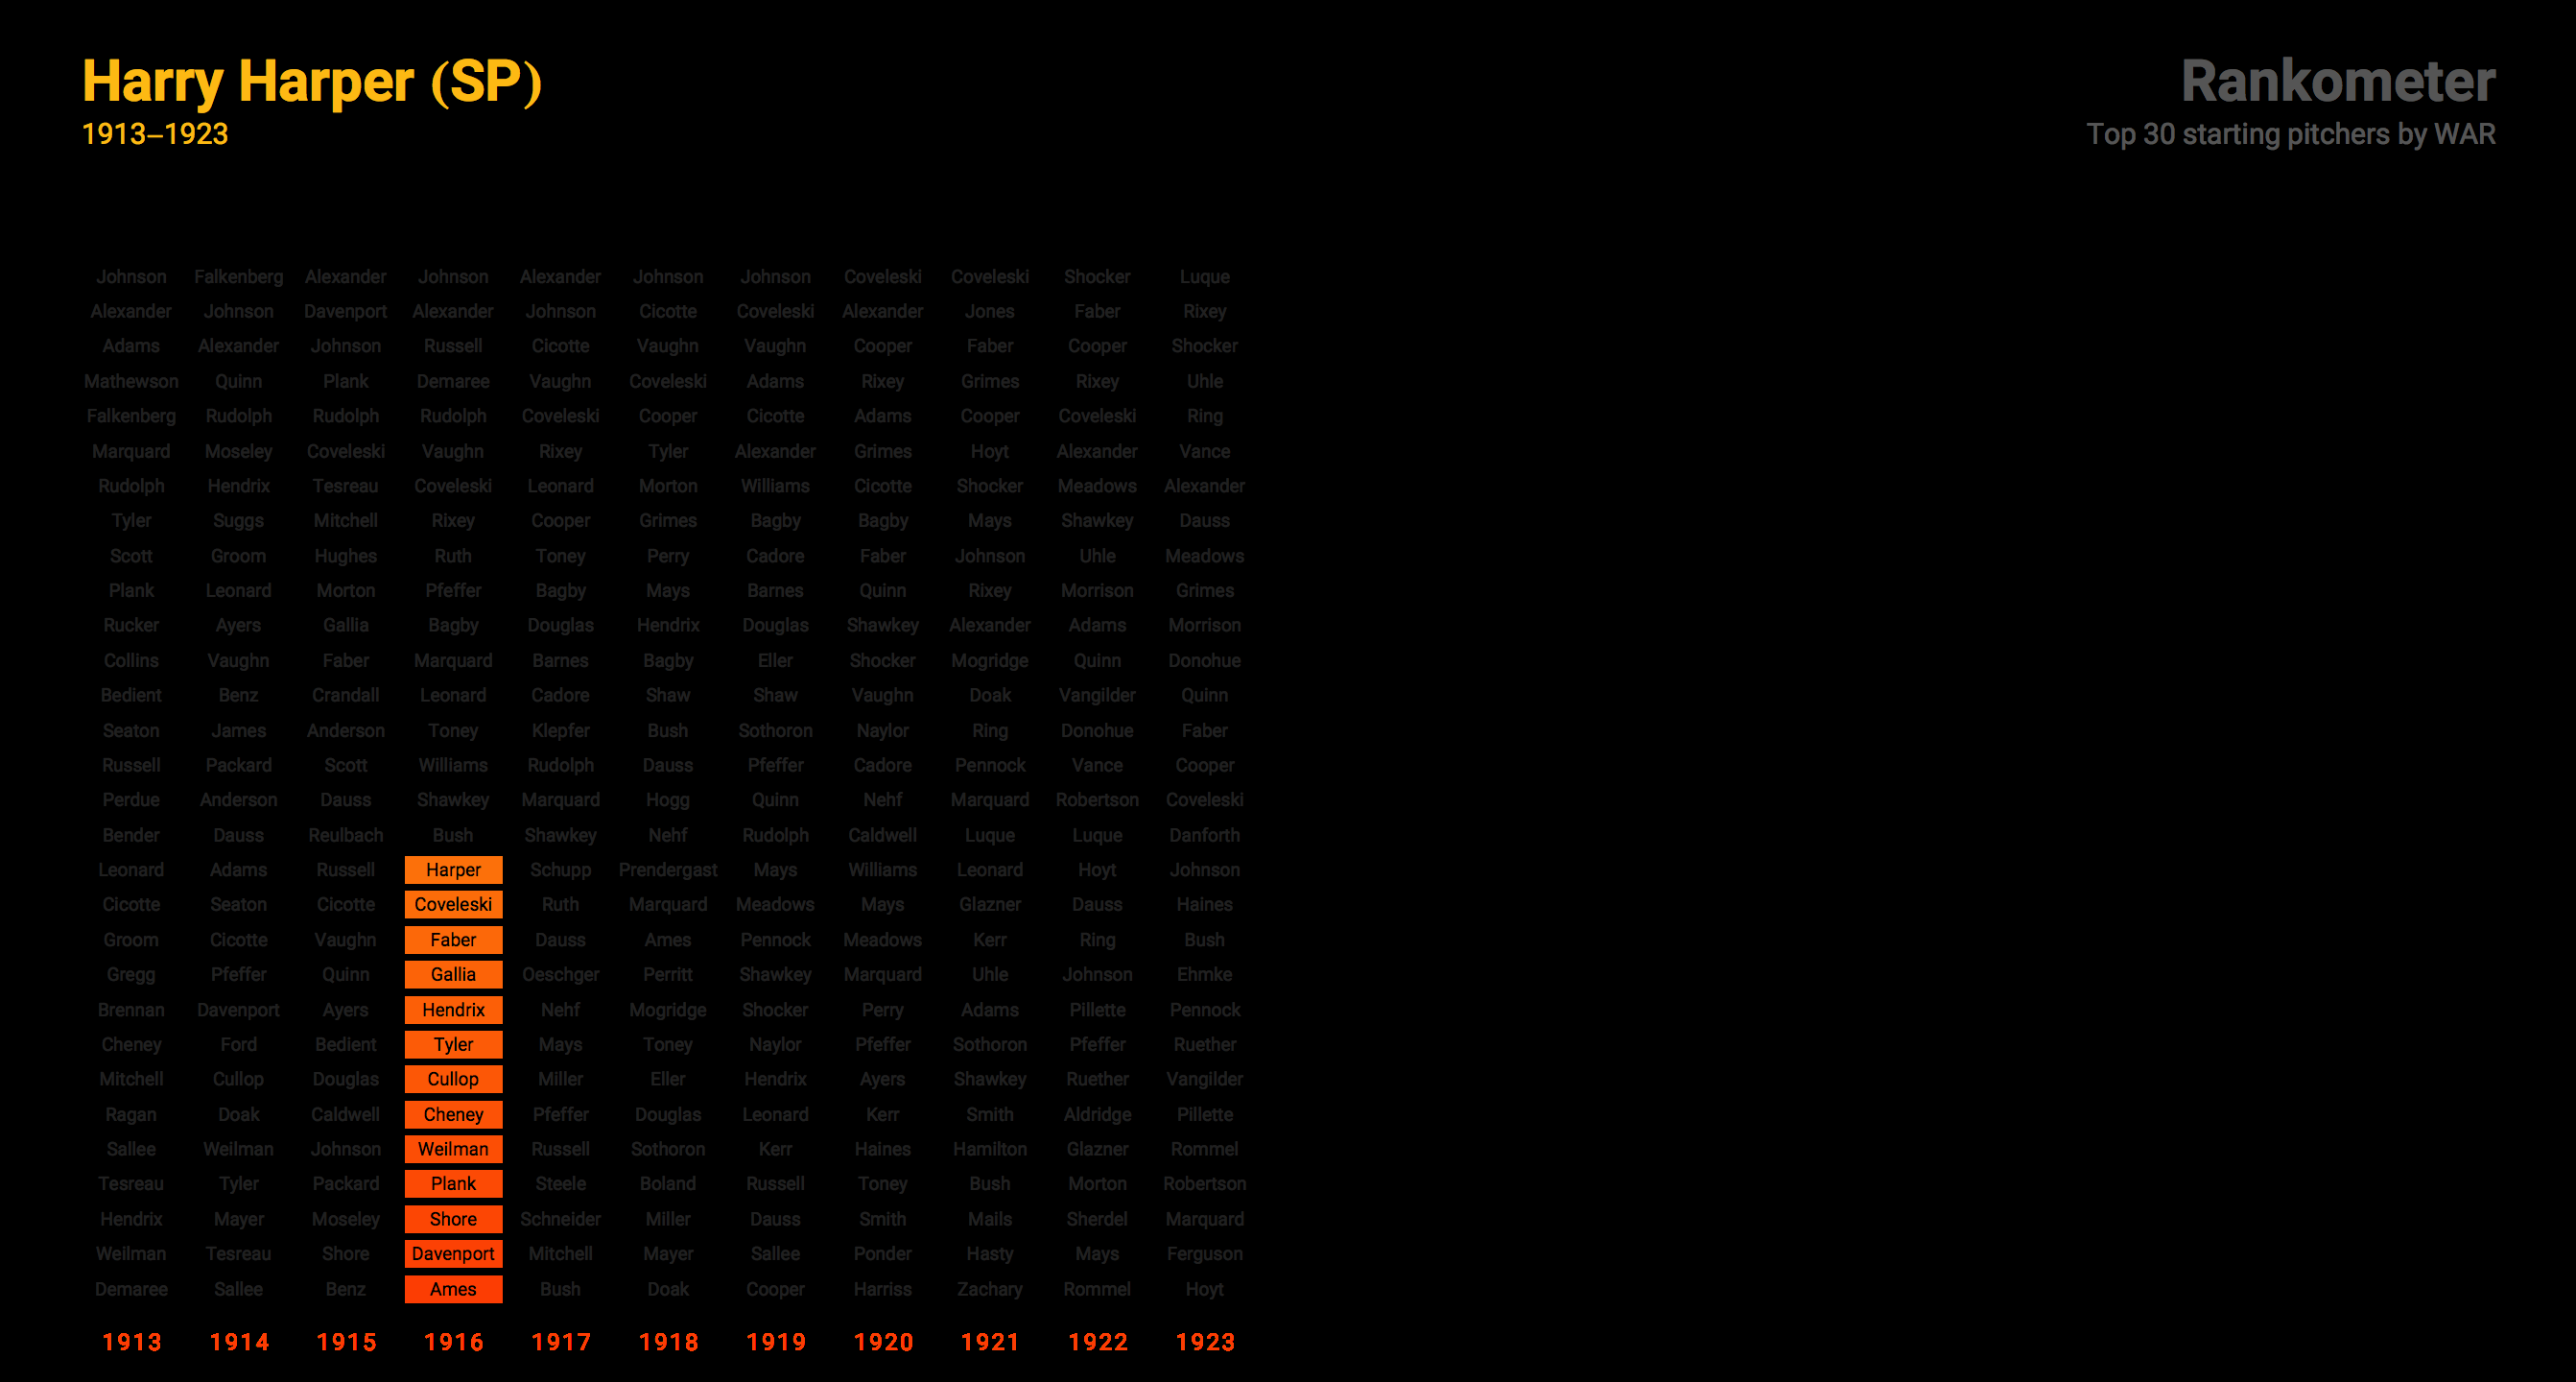 Harry Harper (SP)
1913–1923
Rankometer
Top 30 starting pitchers by WAR
Johnson Falkenberg Alexander Johnson Alexander Johnson Johnson Coveleski Coveleski Shocker Luque
Alexander Johnson Davenport Alexander Johnson Cicotte Coveleski Alexander Jones Faber Rixey
Adams Alexander Johnson Russell Cicotte Vaughn Vaughn Cooper Faber Cooper Shocker
Mathewson Quinn Plank Demaree Vaughn Coveleski Adams Rixey Grimes Rixey Uhle
Falkenberg Rudolph Rudolph Rudolph Coveleski Cooper Cicotte Adams Cooper Coveleski Ring
Marquard Moseley Coveleski Vaughn Rixey Tyler Alexander Grimes Hoyt Alexander Vance
Rudolph Hendrix Tesreau Coveleski Leonard Morton Williams Cicotte Shocker Meadows Alexander
Tyler Suggs Mitchell Rixey Cooper Grimes Bagby Bagby Mays Shawkey Dauss
Scott Groom Hughes Ruth Toney Perry Cadore Faber Johnson Uhle Meadows
Plank Leonard Morton Pfeffer Bagby Mays Barnes Quinn Rixey Morrison Grimes
Rucker Ayers Gallia Bagby Douglas Hendrix Douglas Shawkey Alexander Adams Morrison
Collins Vaughn Faber Marquard Barnes Bagby Eller Shocker Mogridge Quinn Donohue
Bedient Benz Crandall Leonard Cadore Shaw Shaw Vaughn Doak Vangilder Quinn
Seaton James Anderson Toney Klepfer Bush Sothoron Naylor Ring Donohue Faber
Russell Packard Scott Williams Rudolph Dauss Pfeffer Cadore Pennock Vance Cooper
Perdue Anderson Dauss Shawkey Marquard Hogg Quinn Nehf Marquard Robertson Coveleski
Bender Dauss Reulbach Bush Shawkey Nehf Rudolph Caldwell Luque Luque Danforth
Leonard Adams Russell Harper Schupp Prendergast Mays Williams Leonard Hoyt Johnson
Cicotte Seaton Cicotte Coveleski Ruth Marquard Meadows Mays Glazner Dauss Haines
Groom Cicotte Vaughn Faber Dauss Ames Pennock Meadows Kerr Ring Bush
Gregg Pfeffer Quinn Gallia Oeschger Perritt Shawkey Marquard Uhle Johnson Ehmke
Brennan Davenport Ayers Hendrix Nehf Mogridge Shocker Perry Adams Pillette Pennock
Cheney Ford Bedient Tyler Mays Toney Naylor Pfeffer Sothoron Pfeffer Ruether
Mitchell Cullop Douglas Cullop Miller Eller Hendrix Ayers Shawkey Ruether Vangilder
Ragan Doak Caldwell Cheney Pfeffer Douglas Leonard Kerr Smith Aldridge Pillette
Sallee Weilman Johnson Weilman Russell Sothoron Kerr Haines Hamilton Glazner Rommel
Tesreau Tyler Packard Plank Steele Boland Russell Toney Bush Morton Robertson
Hendrix Mayer Moseley Shore Schneider Miller Dauss Smith Mails Sherdel Marquard
Weilman Tesreau Shore Davenport Mitchell Mayer Sallee Ponder Hasty Mays Ferguson
Demaree Sallee Benz Ames Bush Doak Cooper Harriss Zachary Rommel Hoyt
1913 1914 1915 1916 1917 1918 1919 1920 1921 1922 1923